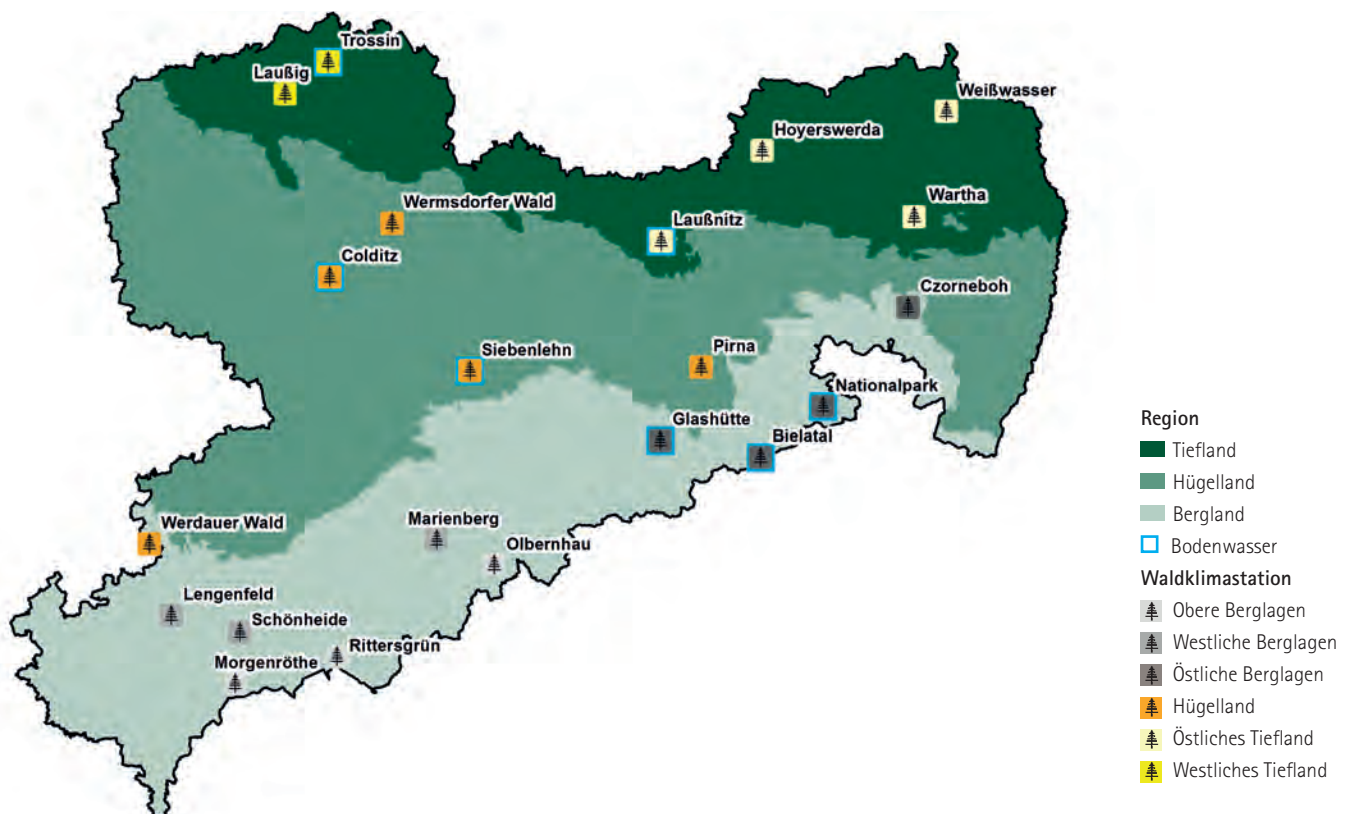 Trossin
Laußig
Weißwasser
Hoyerswerda
Wermsdorfer Wald
Wartha
Laußnitz
Colditz
Czorneboh
Siebenlehn
Pirna
Nationalpark
Glashütte
Bielatal
Marienberg
Werdauer Wald
Olbernhau
Lengenfeld
Schönheide
Rittersgrün
Morgenröthe
Region
Tiefland
Hügelland
Bergland
Bodenwasser
Waldklimastation
Obere Berglagen
Westliche Berglagen
Östliche Berglagen
Hügelland
Östliches Tiefland
Westliches Tiefland